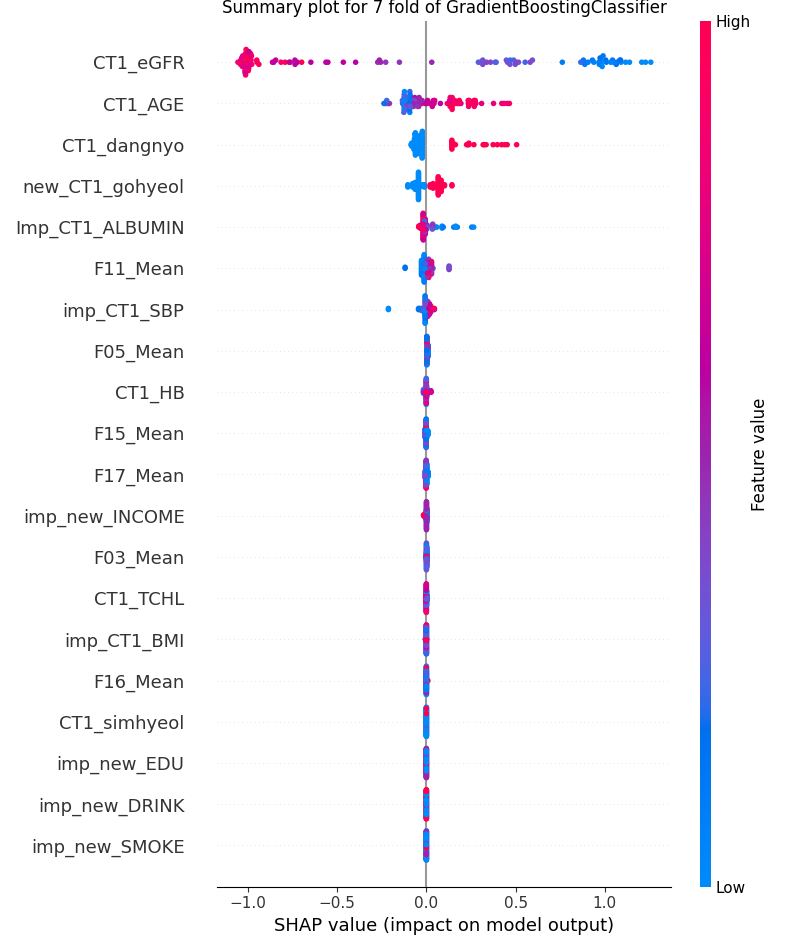 Summary plot for 7 fold of GradientBoostingClassifier
High
CT1_eGFR
CT1_AGE
CT1_dangnyo
new_CT1_gohyeol
Imp_CT1_ALBUMIN
F11_Mean
imp_CT1_SBP
F05_Mean
CT1_HB
F15_Mean
F17_Mean
imp_new_INCOME
F03_Mean
CT1_TCHL
imp_CT1_BMI
F16_Mean
CT1_simhyeol
imp_new_EDU
imp_new_DRINK
imp_new_SMOKE
Feature value
Low
−1.0 −0.5 0.0 0.5 1.0
SHAP value (impact on model output)